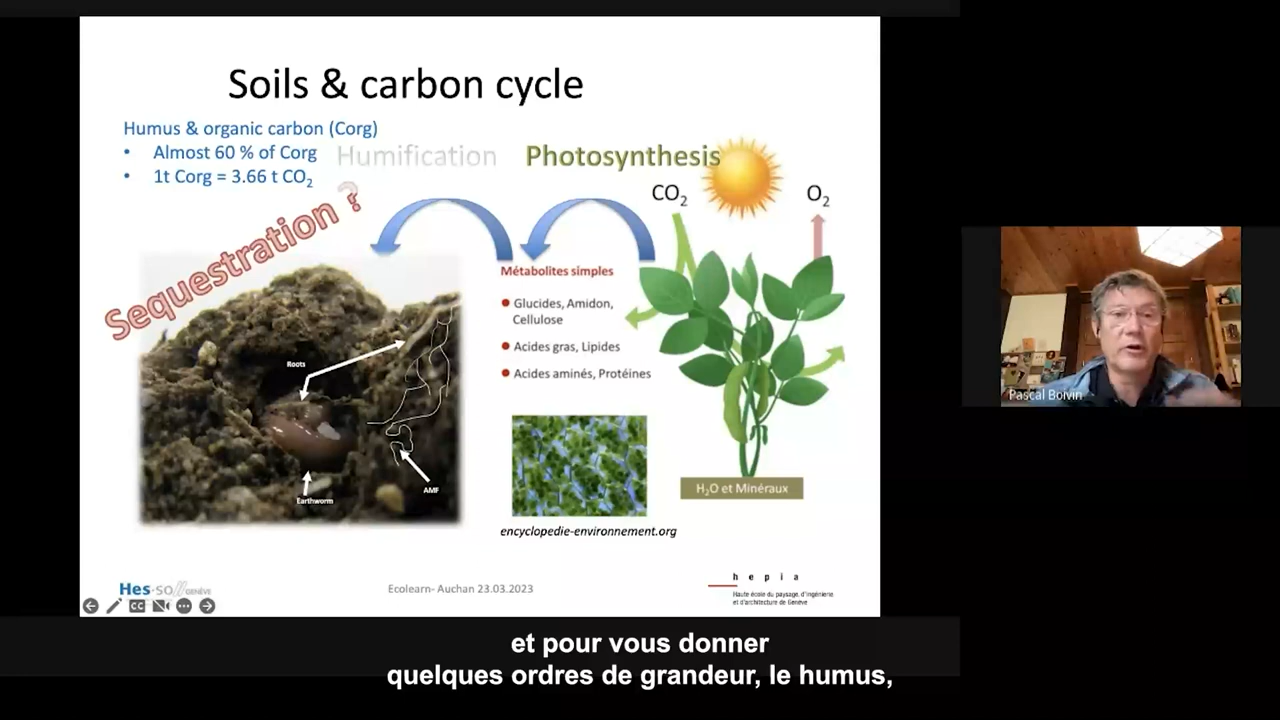 Soils & carbon cycle
Humus & organic carbon (Corg)
• Almost 60 % of Corg
• 1t Corg = 3.66 t CO₂
Humification
Photosynthesis
CO₂
O₂
Sequestration ?
Métabolites simples
Glucides, Amidon,
Cellulose
Acides gras, Lipides
Acides aminés, Protéines
Roots
Earthworm
AMF
H₂O et Minéraux
encyclopedie-environnement.org
Hes·so GENÈVE
Ecolearn- Auchan 23.03.2023
h e p i a
Haute école du paysage, d'ingénierie
et d'architecture de Genève
CC
Pascal Boivin
et pour vous donner
quelques ordres de grandeur, le humus,